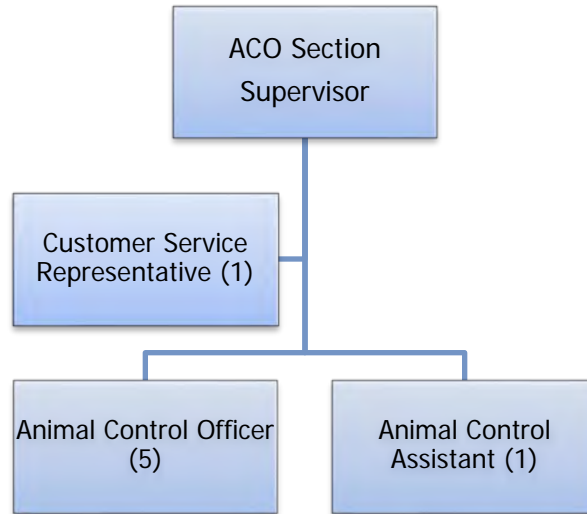 ACO Section
Supervisor
Customer Service
Representative (1)
Animal Control Officer
(5)
Animal Control
Assistant (1)